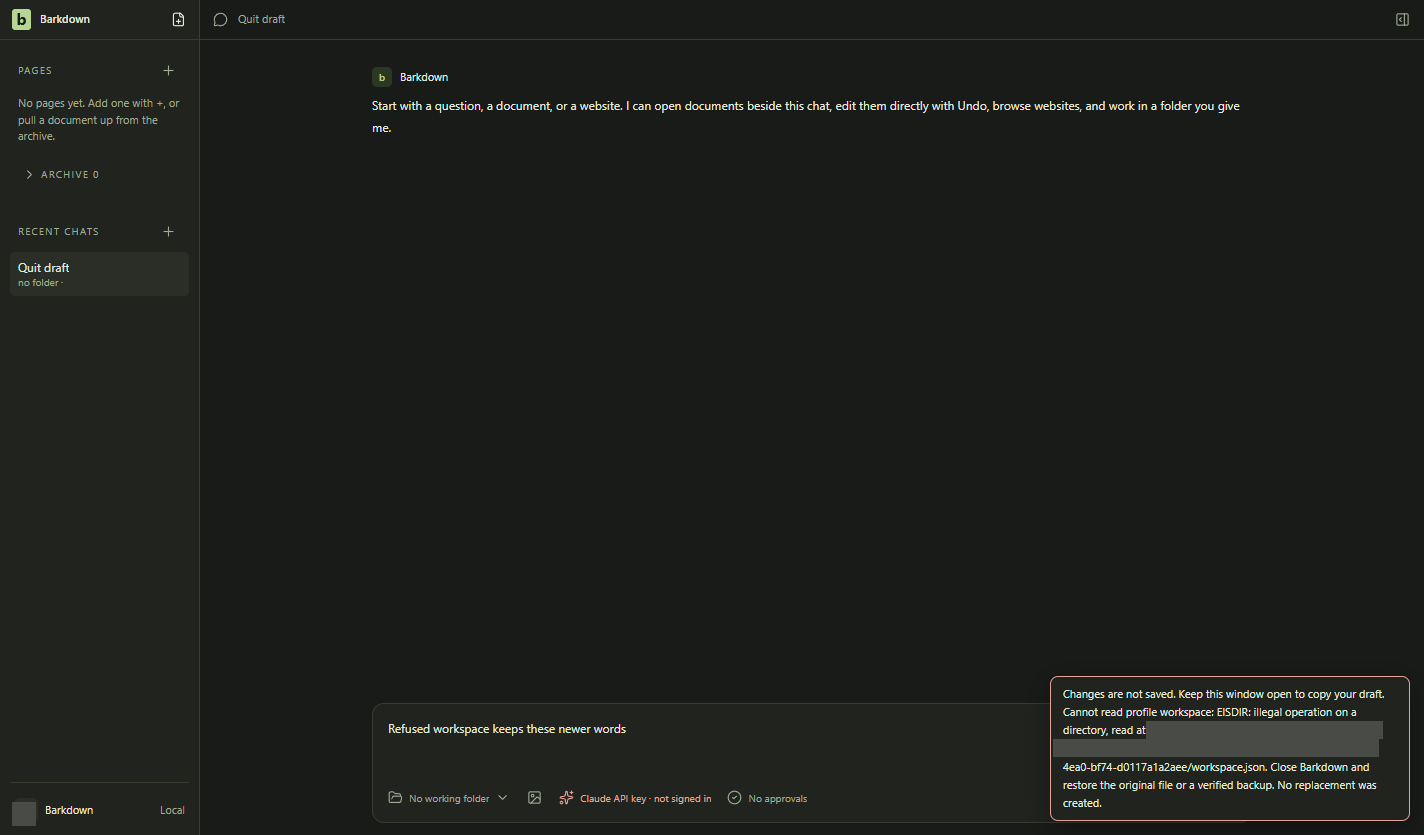 b Barkdown
Quit draft
PAGES
No pages yet. Add one with +, or
pull a document up from the
archive.
ARCHIVE 0
RECENT CHATS
Quit draft
no folder ·
b Barkdown
Start with a question, a document, or a website. I can open documents beside this chat, edit them directly with Undo, browse websites, and work in a folder you give
me.
Refused workspace keeps these newer words
No working folder
Claude API key · not signed in
No approvals
Changes are not saved. Keep this window open to copy your draft.
Cannot read profile workspace: EISDIR: illegal operation on a
directory, read at
4ea0-bf74-d0117a1a2aee/workspace.json. Close Barkdown and
restore the original file or a verified backup. No replacement was
created.
Barkdown
Local